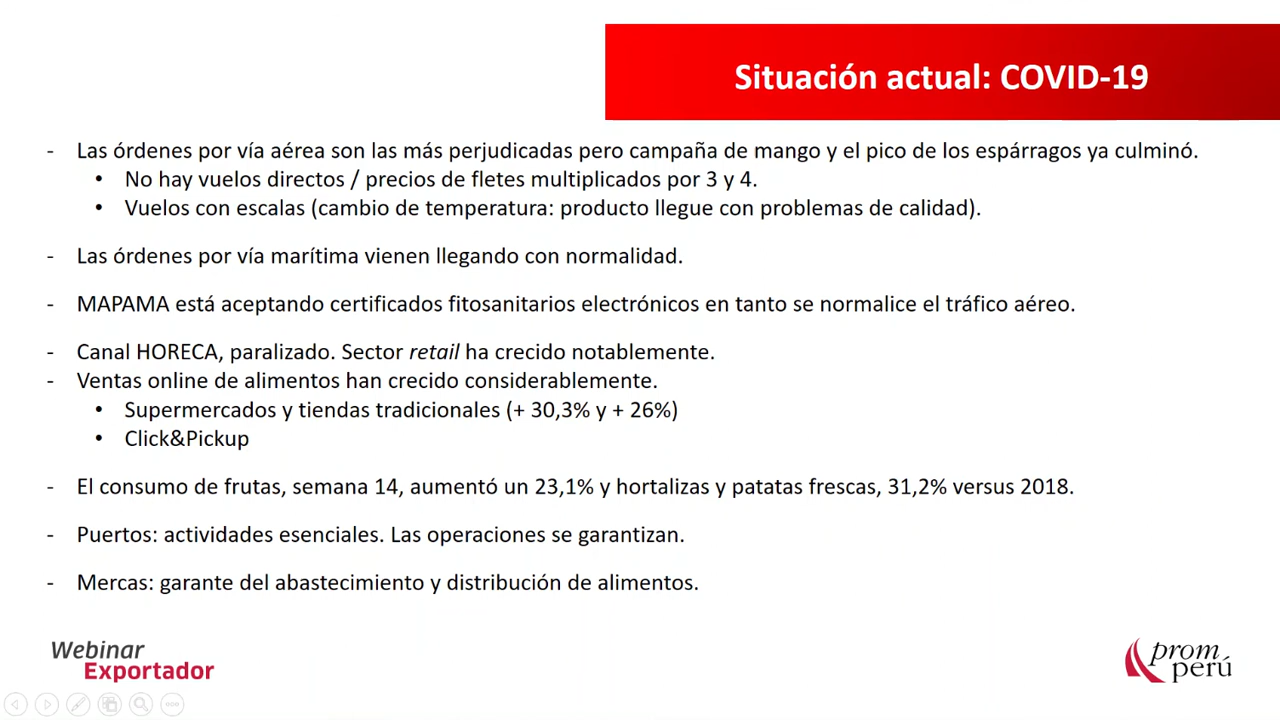 Situación actual: COVID-19
- Las órdenes por vía aérea son las más perjudicadas pero campaña de mango y el pico de los espárragos ya culminó.
• No hay vuelos directos / precios de fletes multiplicados por 3 y 4.
• Vuelos con escalas (cambio de temperatura: producto llegue con problemas de calidad).
- Las órdenes por vía marítima vienen llegando con normalidad.
- MAPAMA está aceptando certificados fitosanitarios electrónicos en tanto se normalice el tráfico aéreo.
- Canal HORECA, paralizado. Sector retail ha crecido notablemente.
- Ventas online de alimentos han crecido considerablemente.
• Supermercados y tiendas tradicionales (+ 30,3% y + 26%)
• Click&Pickup
- El consumo de frutas, semana 14, aumentó un 23,1% y hortalizas y patatas frescas, 31,2% versus 2018.
- Puertos: actividades esenciales. Las operaciones se garantizan.
- Mercas: garante del abastecimiento y distribución de alimentos.
Webinar
Exportador
prom
perú